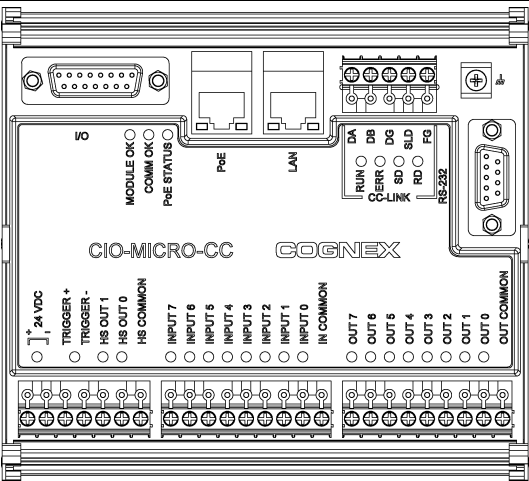 I/O
MODULE OK
COMM OK
PoE STATUS
PoE
LAN
DA
DB
DG
SLD
FG
RUN
ERR
SD
RD
CC-LINK
RS-232
CIO-MICRO-CC
COGNEX
+
-
24 VDC
TRIGGER +
TRIGGER -
HS OUT 1
HS OUT 0
HS COMMON
INPUT 7
INPUT 6
INPUT 5
INPUT 4
INPUT 3
INPUT 2
INPUT 1
INPUT 0
IN COMMON
OUT 7
OUT 6
OUT 5
OUT 4
OUT 3
OUT 2
OUT 1
OUT 0
OUT COMMON